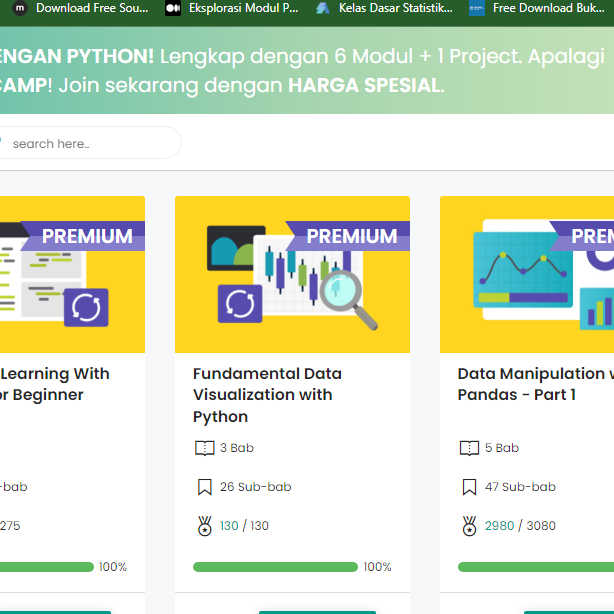 Download Free Sou...
Eksplorasi Modul P...
Kelas Dasar Statistik...
Free Download Buk...
ENGAN PYTHON! Lengkap dengan 6 Modul + 1 Project. Apalagi
CAMP! Join sekarang dengan HARGA SPESIAL.
search here..
PREMIUM
Learning With
or Beginner
-bab
275
100%
PREMIUM
Fundamental Data
Visualization with
Python
3 Bab
26 Sub-bab
130 / 130
100%
PREM
Data Manipulation w
Pandas - Part 1
5 Bab
47 Sub-bab
2980 / 3080